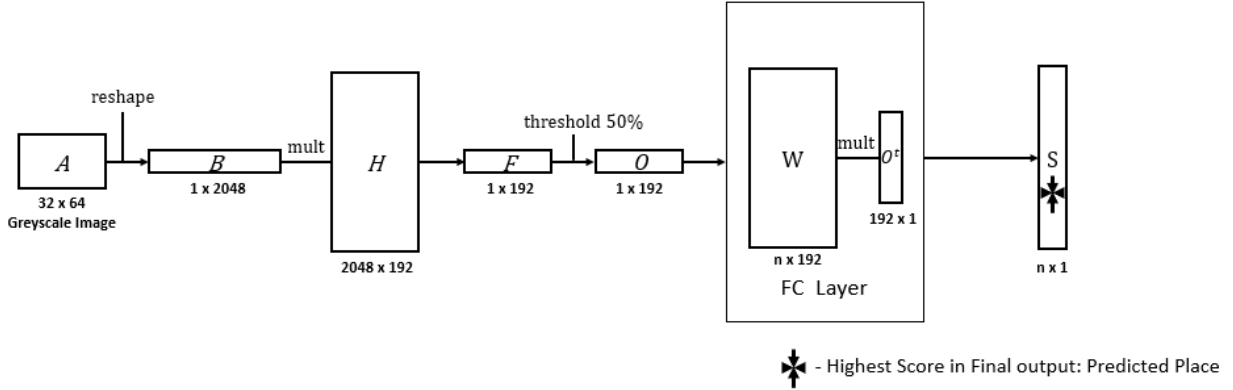 reshape
A
32 x 64
Greyscale Image
B
1 x 2048
mult
H
2048 x 192
F
1 x 192
threshold 50%
O
1 x 192
W
n x 192
mult
Oᵗ
192 x 1
FC Layer
S
n x 1
- Highest Score in Final output: Predicted Place